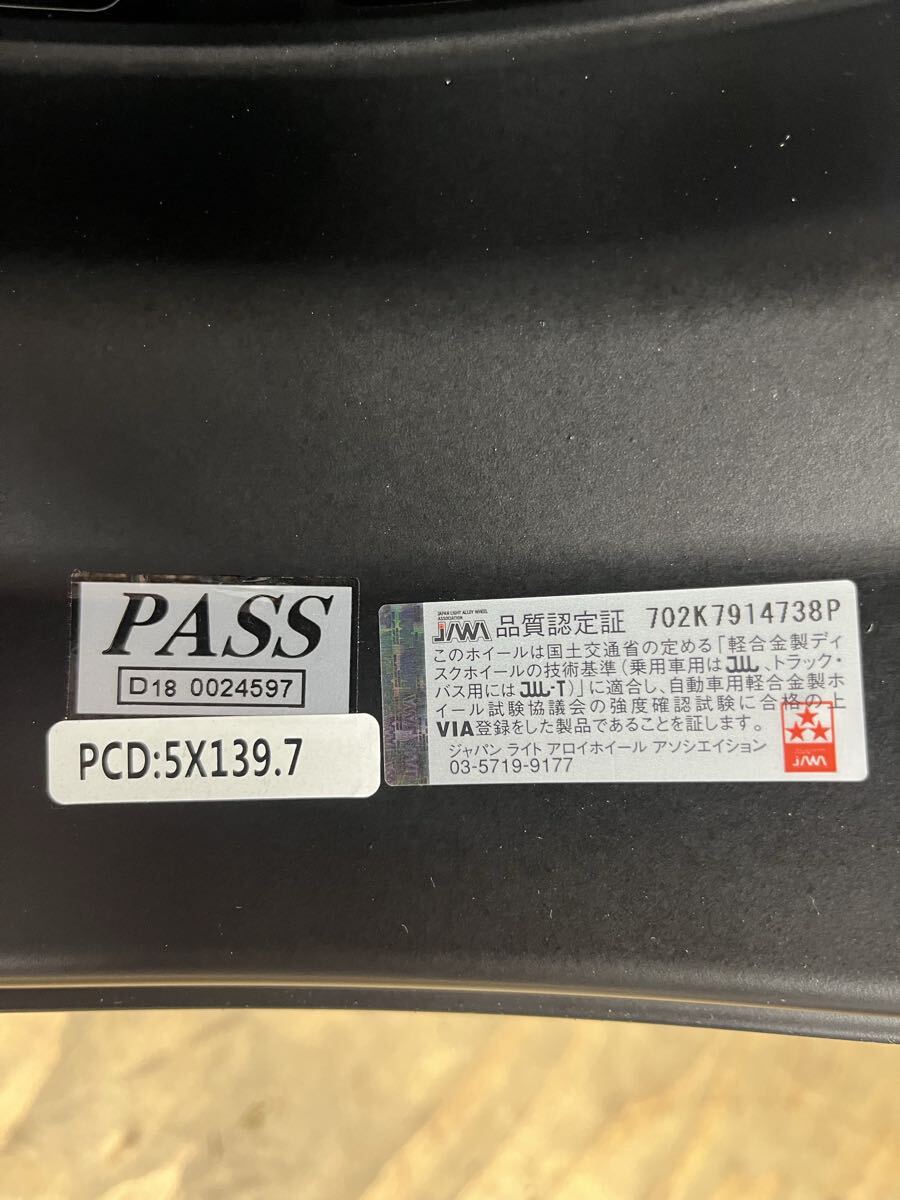 PASS
D18 0024597
PCD:5X139.7
JAPAN LIGHT ALLOY WHEEL
ASSOCIATION
JAWA 品質認定証 702K7914738P
このホイールは国土交通省の定める「軽合金製ディ
スクホイールの技術基準(乗用車用はJWL、トラック・
バス用にはJWL-T)」に適合し、自動車用軽合金製ホ
イール試験協議会の強度確認試験に合格の上
VIA登録をした製品であることを証します。
ジャパン ライト アロイホイール アソシエイション
03-5719-9177
JAWA